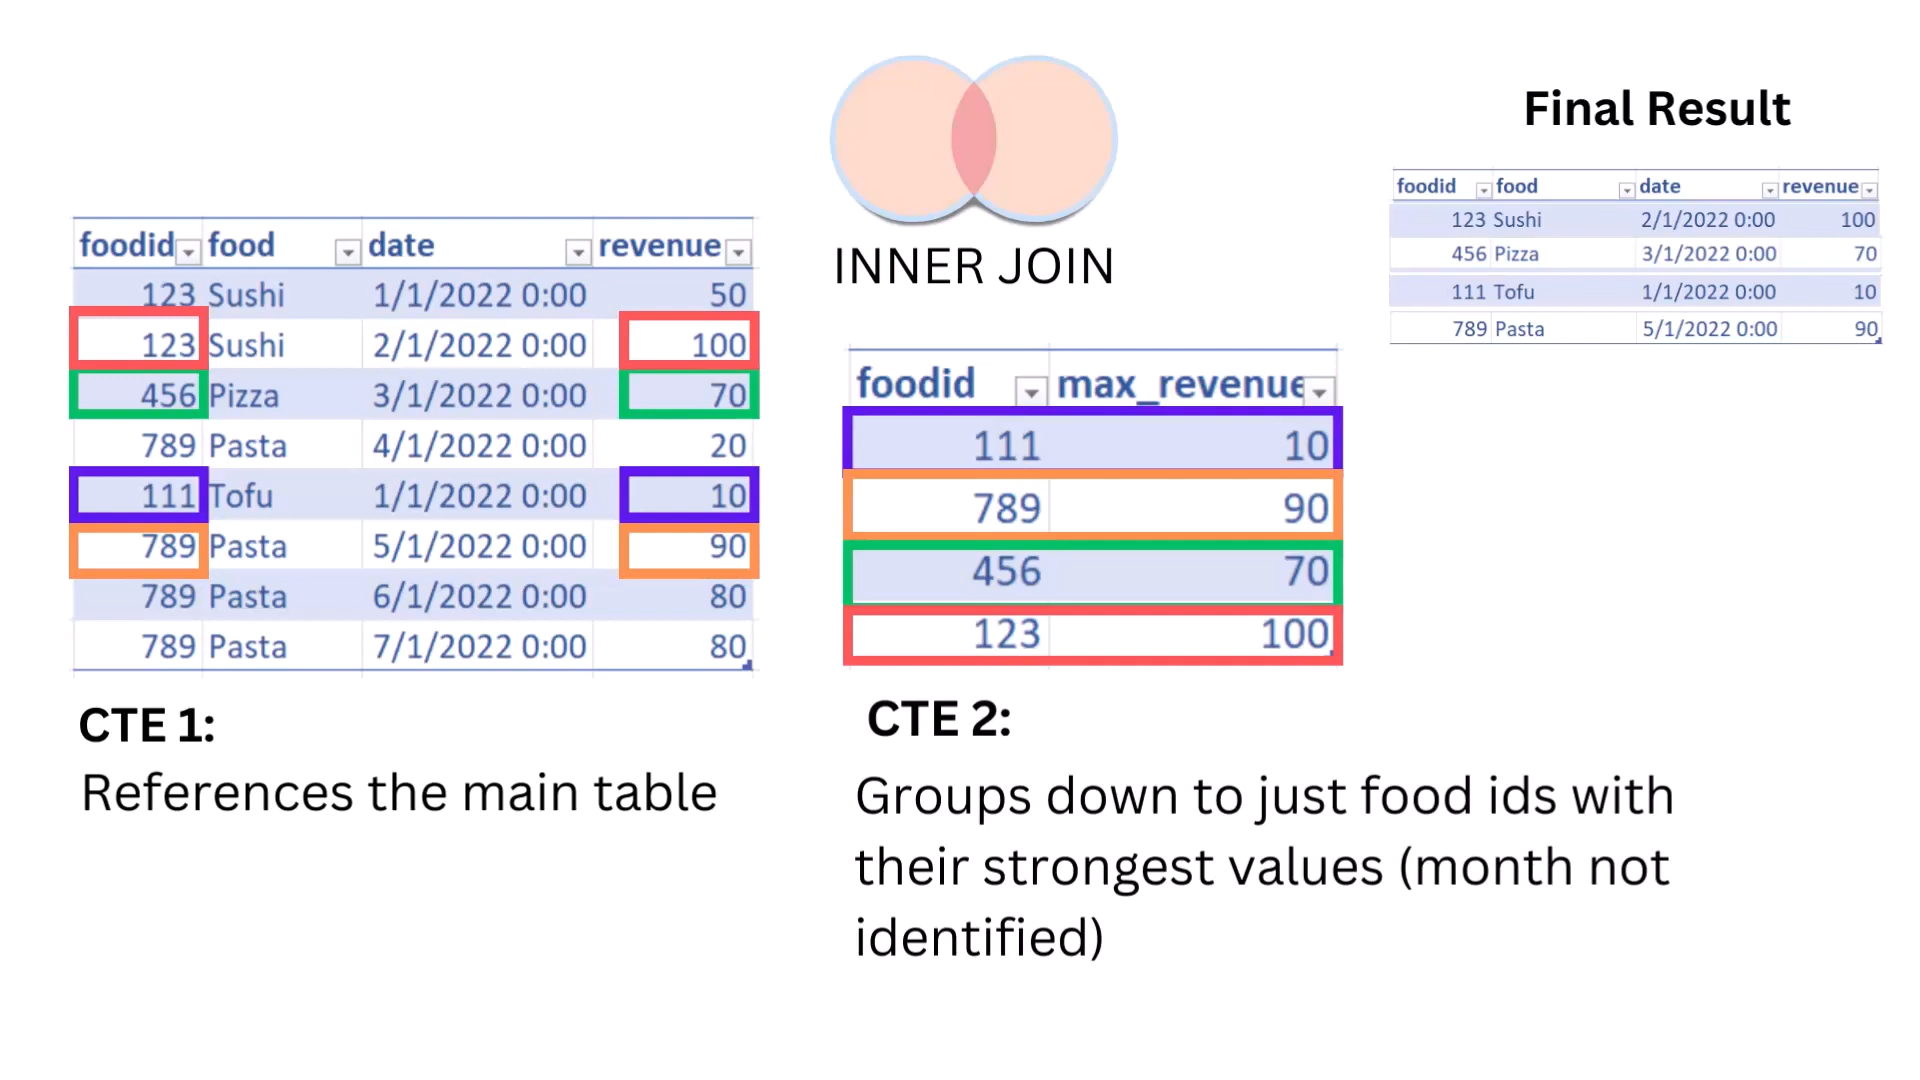 foodid food date revenue
123 Sushi 1/1/2022 0:00 50
123 Sushi 2/1/2022 0:00 100
456 Pizza 3/1/2022 0:00 70
789 Pasta 4/1/2022 0:00 20
111 Tofu 1/1/2022 0:00 10
789 Pasta 5/1/2022 0:00 90
789 Pasta 6/1/2022 0:00 80
789 Pasta 7/1/2022 0:00 80
CTE 1:
References the main table
INNER JOIN
foodid max_revenue
111 10
789 90
456 70
123 100
CTE 2:
Groups down to just food ids with
their strongest values (month not
identified)
Final Result
foodid food date revenue
123 Sushi 2/1/2022 0:00 100
456 Pizza 3/1/2022 0:00 70
111 Tofu 1/1/2022 0:00 10
789 Pasta 5/1/2022 0:00 90